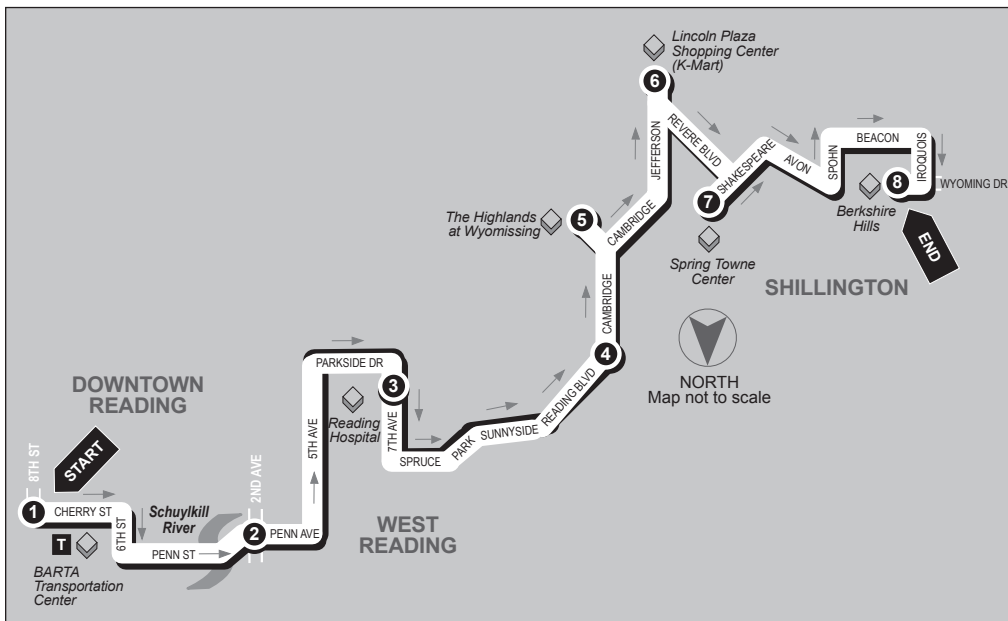 Lincoln Plaza
Shopping Center
(K-Mart)
6
REVERE BLVD
JEFFERSON
SHAKESPEARE
AVON
SPOHN
BEACON
IROQUOIS
WYOMING DR
7
8
Berkshire
Hills
END
Spring Towne
Center
SHILLINGTON
The Highlands
at Wyomissing
5
CAMBRIDGE
CAMBRIDGE
4
NORTH
Map not to scale
READING BLVD
SUNNYSIDE
PARK
SPRUCE
7TH AVE
3
PARKSIDE DR
Reading
Hospital
5TH AVE
DOWNTOWN
READING
START
8TH ST
1
CHERRY ST
6TH ST
T
BARTA
Transportation
Center
PENN ST
Schuylkill
River
2ND AVE
2
PENN AVE
WEST
READING